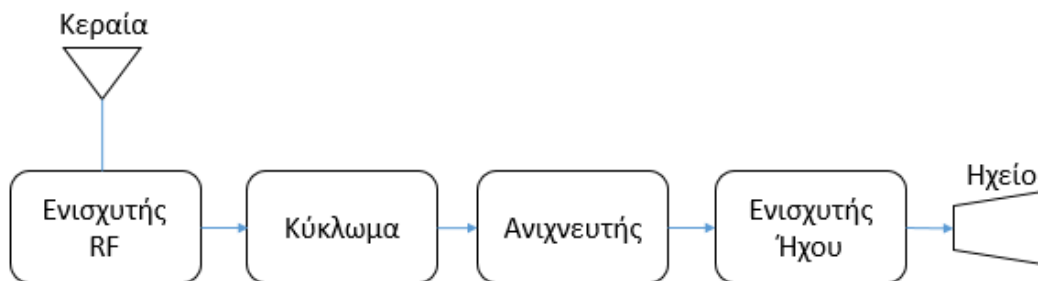 Κεραία
Ενισχυτής
RF
Κύκλωμα
Ανιχνευτής
Ενισχυτής
Ήχου
Ηχείο